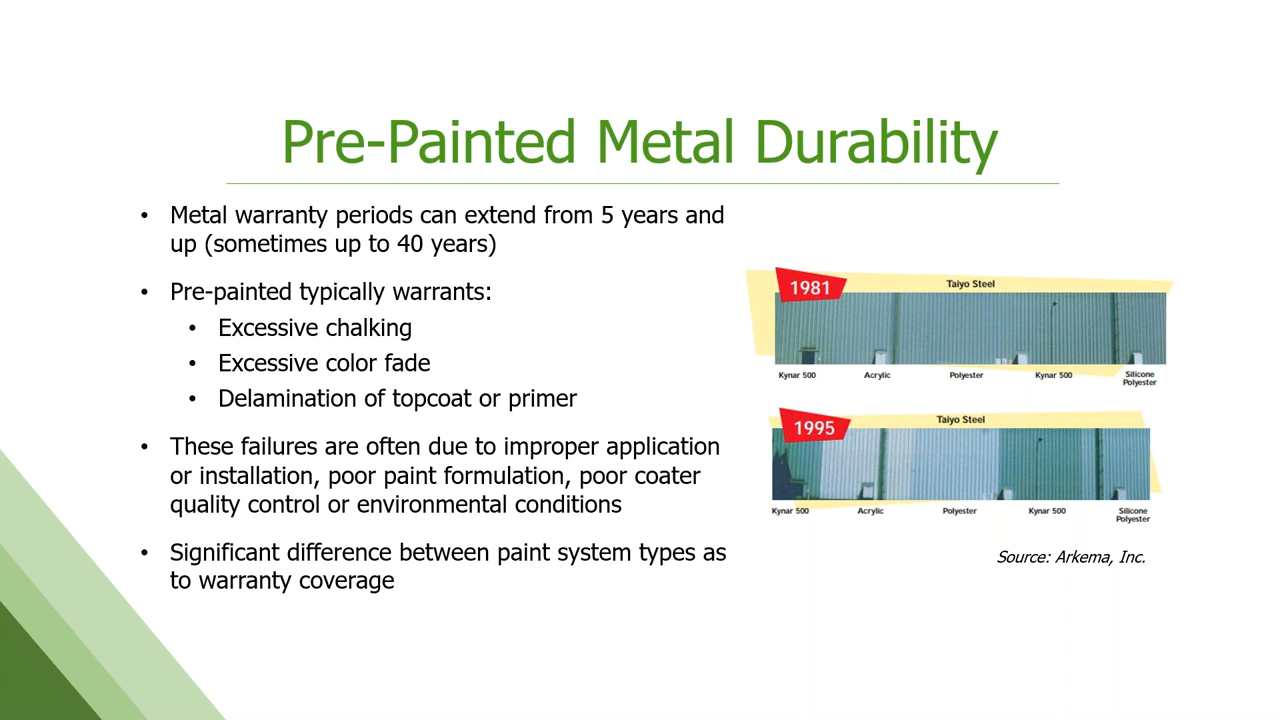 Pre-Painted Metal Durability
• Metal warranty periods can extend from 5 years and
up (sometimes up to 40 years)
• Pre-painted typically warrants:
• Excessive chalking
• Excessive color fade
• Delamination of topcoat or primer
• These failures are often due to improper application
or installation, poor paint formulation, poor coater
quality control or environmental conditions
• Significant difference between paint system types as
to warranty coverage
1981
Taiyo Steel
Kynar 500 Acrylic Polyester Kynar 500 Silicone
Polyester
1995
Taiyo Steel
Kynar 500 Acrylic Polyester Kynar 500 Silicone
Polyester
Source: Arkema, Inc.